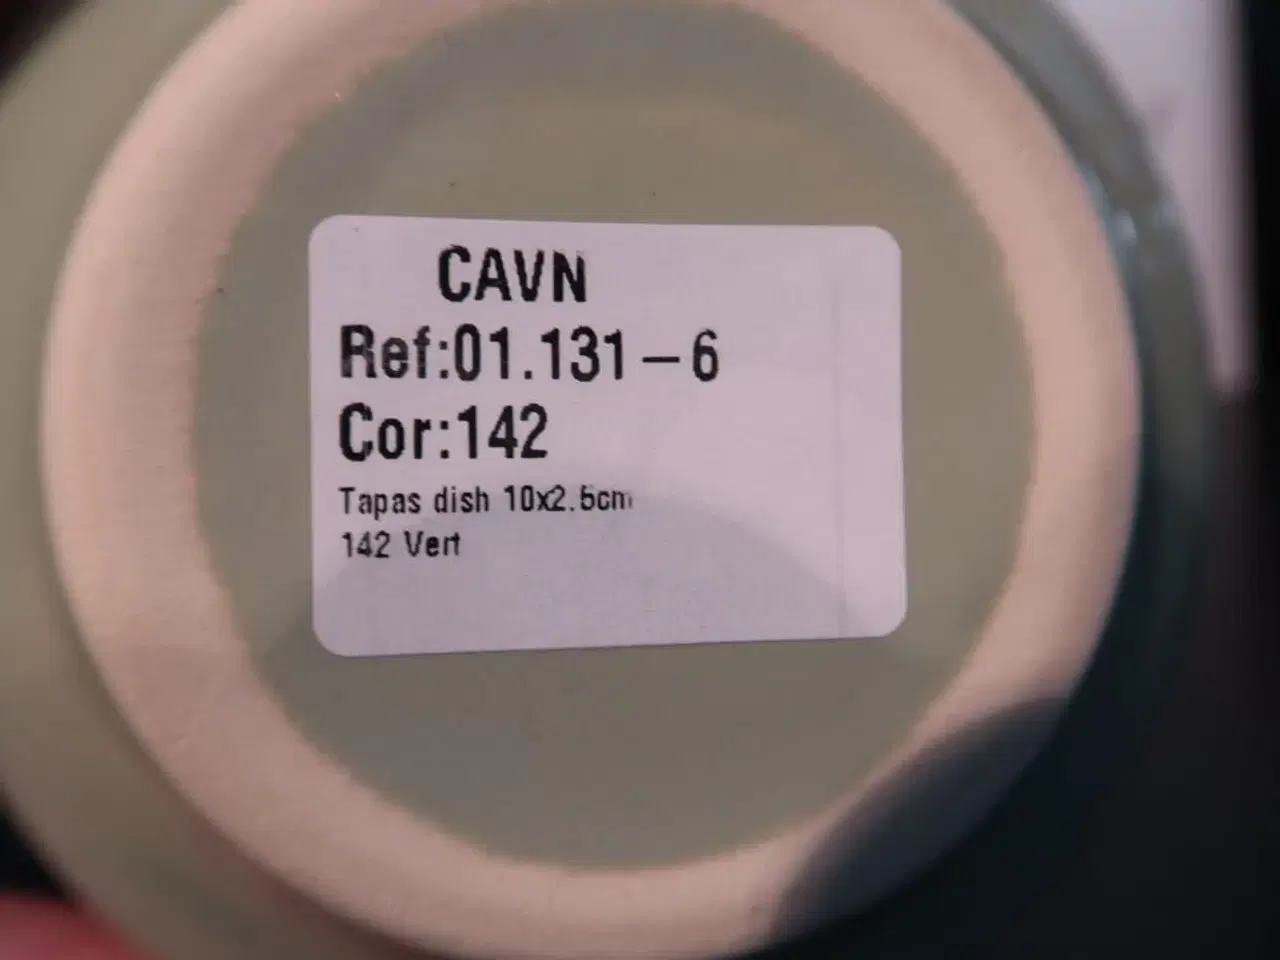 CAVN
Ref:01.131-6
Cor:142
Tapas dish 10x2.5cm
142 Vert